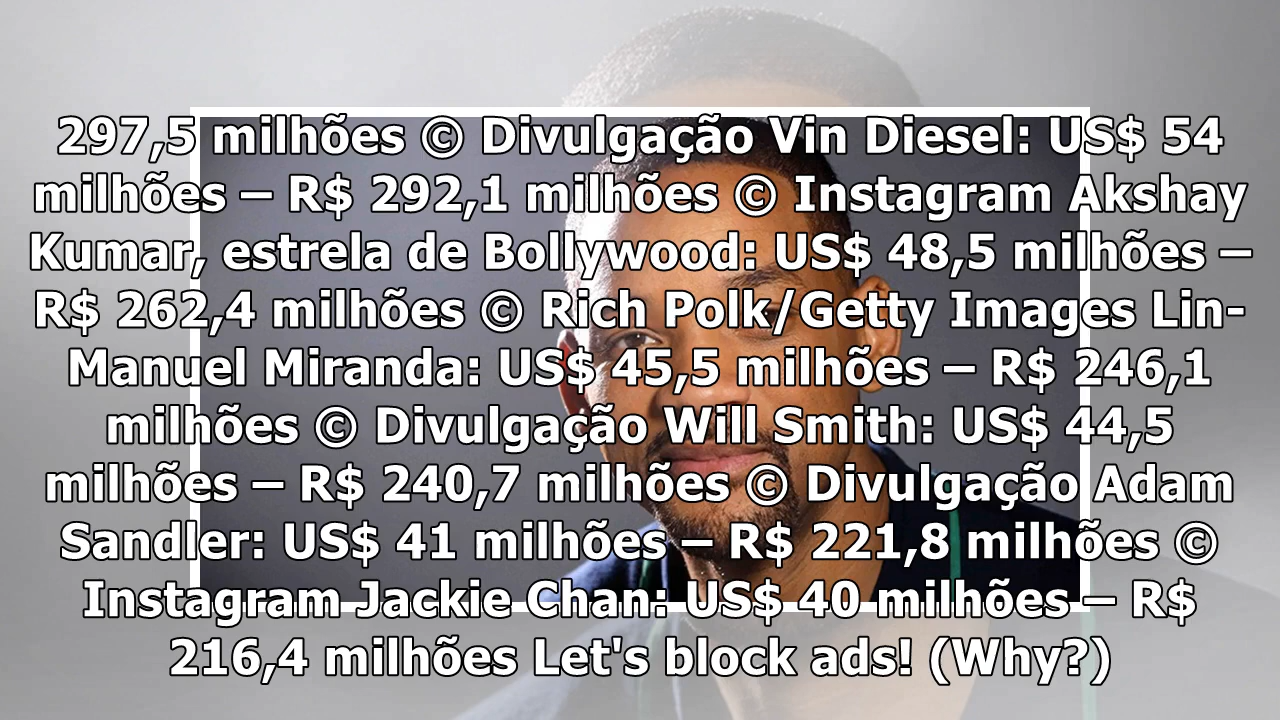 297,5 milhões © Divulgação Vin Diesel: US$ 54
milhões – R$ 292,1 milhões © Instagram Akshay
Kumar, estrela de Bollywood: US$ 48,5 milhões –
R$ 262,4 milhões © Rich Polk/Getty Images Lin-
Manuel Miranda: US$ 45,5 milhões – R$ 246,1
milhões © Divulgação Will Smith: US$ 44,5
milhões – R$ 240,7 milhões © Divulgação Adam
Sandler: US$ 41 milhões – R$ 221,8 milhões ©
Instagram Jackie Chan: US$ 40 milhões – R$
216,4 milhões Let's block ads! (Why?)